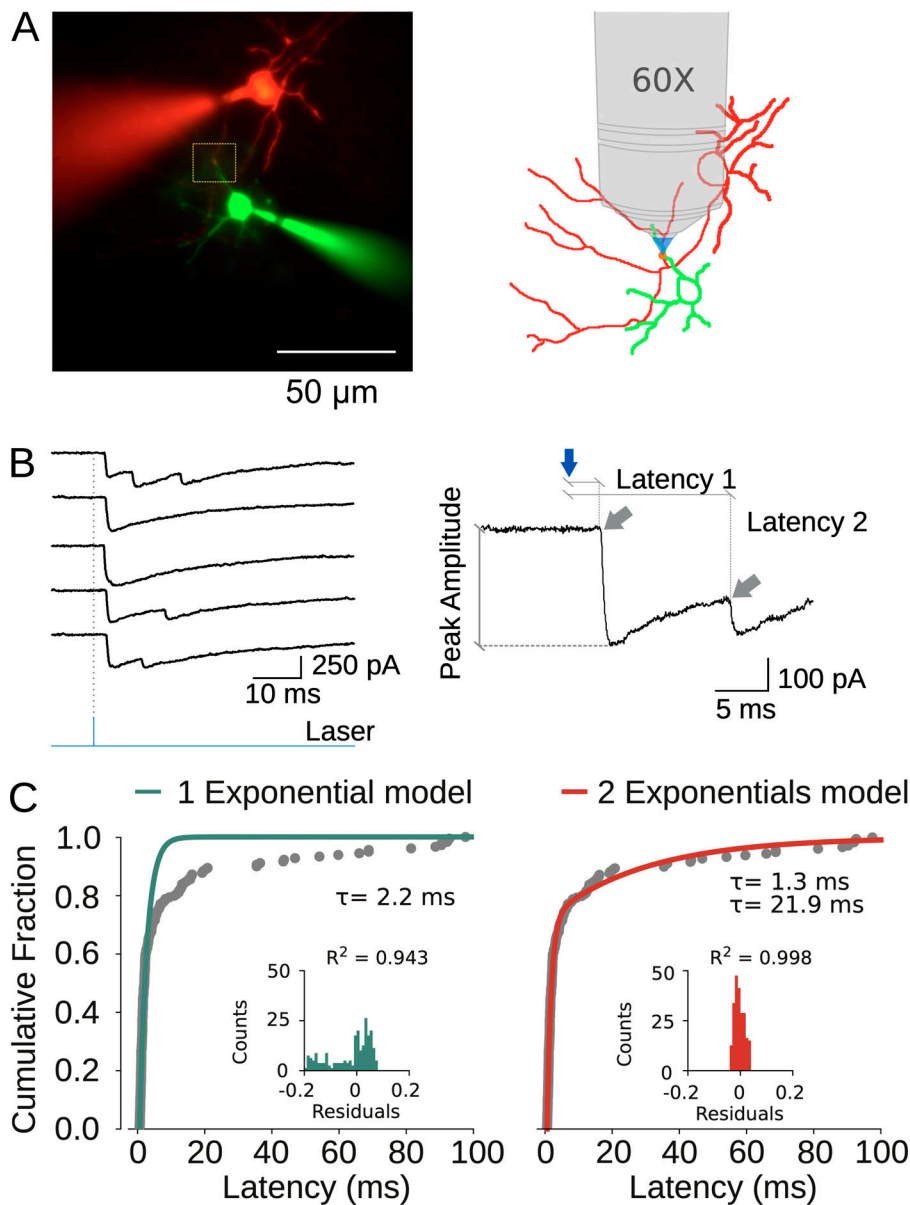 A
60X
50 μm
B
Latency 1
Latency 2
Peak Amplitude
250 pA
10 ms
Laser
100 pA
5 ms
C
1 Exponential model
2 Exponentials model
Cumulative Fraction
1.0
0.8
0.6
0.4
0.2
0.0
τ= 2.2 ms
R² = 0.943
Counts
50
25
0
-0.2 0 0.2
Residuals
0 20 40 60 80 100
Latency (ms)
τ= 1.3 ms
τ= 21.9 ms
R² = 0.998
Counts
50
25
0
-0.2 0 0.2
Residuals
0 20 40 60 80 100
Latency (ms)